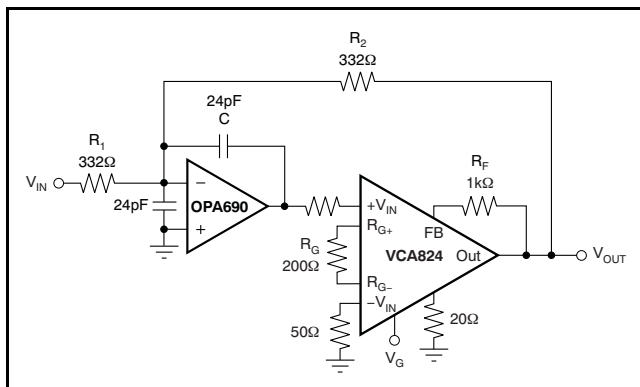 R2
332Ω
24pF
C
R1
332Ω
VIN
24pF
−
+
OPA690
RF
1kΩ
+VIN
RG+
FB
RG
200Ω
VCA824
Out
VOUT
RG−
−VIN
50Ω
20Ω
VG